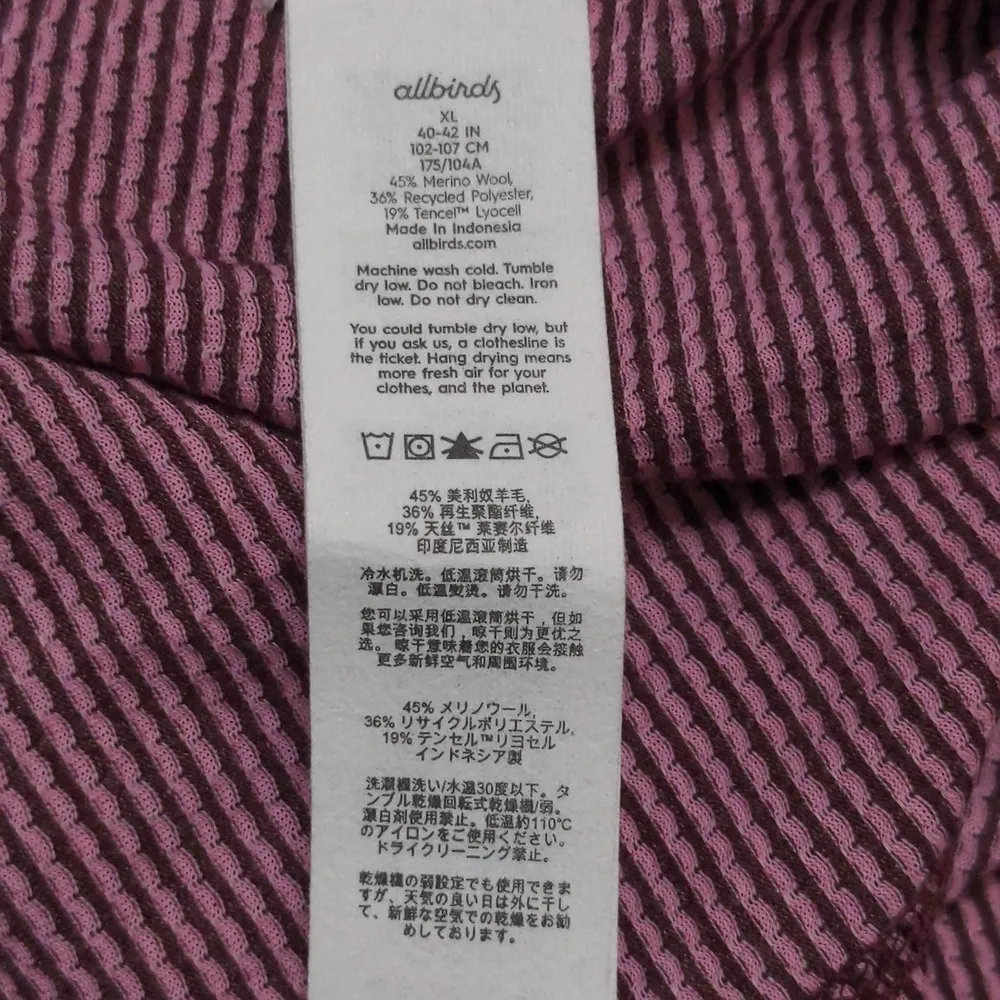 allbirds
XL
40-42 IN
102-107 CM
175/104A
45% Merino Wool,
36% Recycled Polyester,
19% Tencel™ Lyocell
Made In Indonesia
allbirds.com
Machine wash cold. Tumble
dry low. Do not bleach. Iron
low. Do not dry clean.
You could tumble dry low, but
if you ask us, a clothesline is
the ticket. Hang drying means
more fresh air for your
clothes, and the planet.
45% 美利奴羊毛,
36% 再生聚酯纤维,
19% 天丝™ 莱赛尔纤维
印度尼西亚制造
冷水机洗。低温滚筒烘干。请勿
漂白。低温熨烫。请勿干洗。
您可以采用低温滚筒烘干，但如
果您咨询我们，晾干则为更优之
选。晾干意味着您的衣服会接触
更多新鲜空气和周围环境。
45% メリノウール,
36% リサイクルポリエステル,
19% テンセル™リヨセル
インドネシア製
洗濯機洗い/水温30度以下。タ
ンブル乾燥回転式乾燥機/弱。
漂白剤使用禁止。低温約110℃
のアイロンをご使用ください。
ドライクリーニング禁止。
乾燥機の弱設定でも使用できま
すが、天気の良い日は外に干し
て、新鮮な空気での乾燥をお勧
めしております。